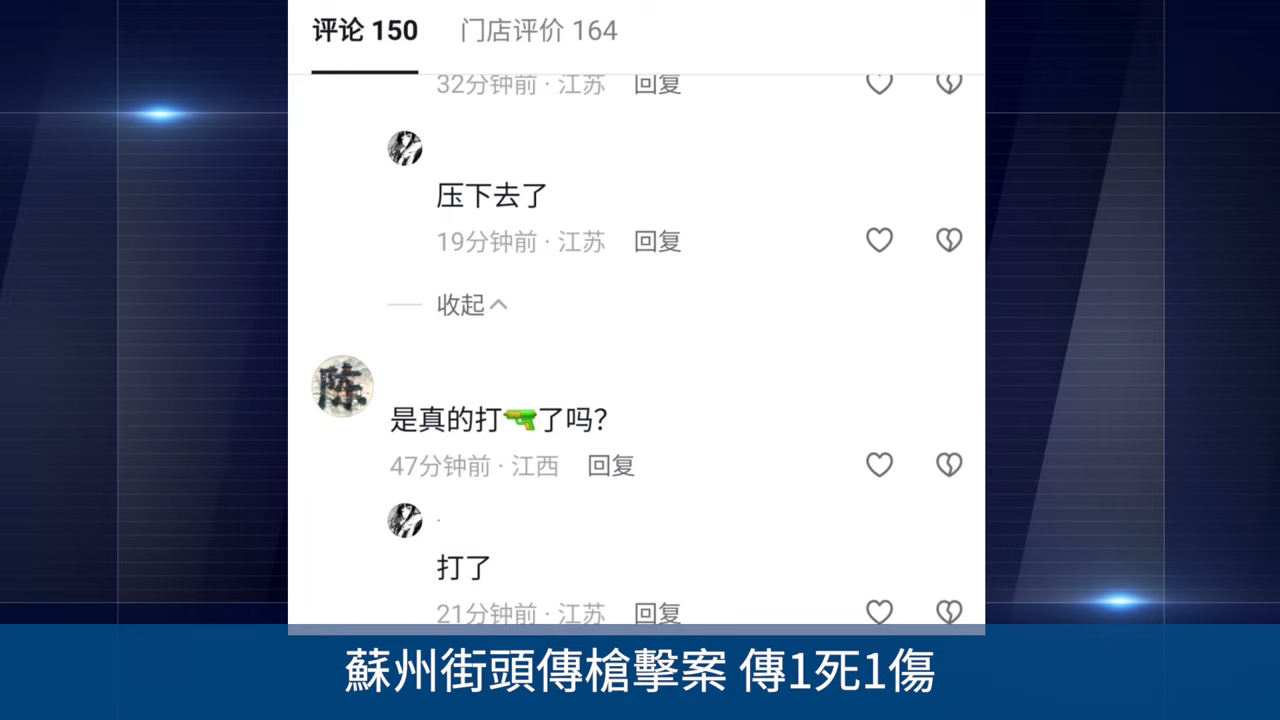 评论 150 门店评价 164
32分钟前 · 江苏 回复
压下去了
19分钟前 · 江苏 回复
收起
陈
是真的打🔫了吗?
47分钟前 · 江西 回复
打了
21分钟前 · 江苏 回复
蘇州街頭傳槍擊案 傳1死1傷